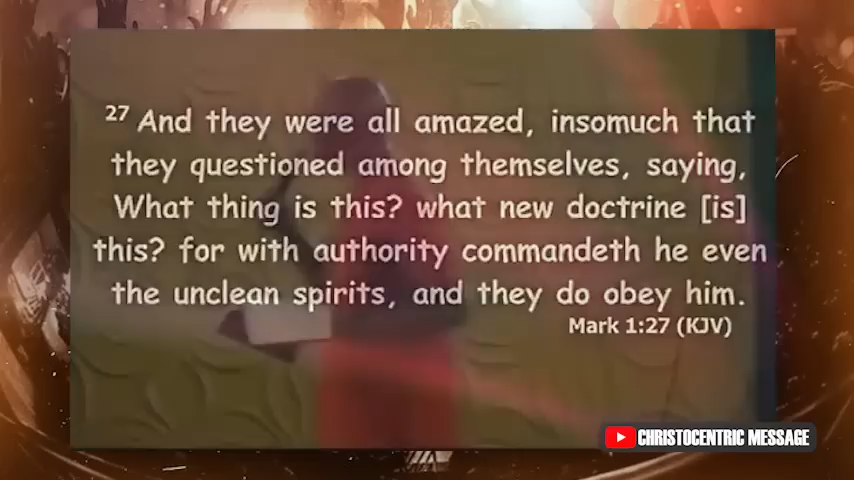 27 And they were all amazed, insomuch that
they questioned among themselves, saying,
What thing is this? what new doctrine [is]
this? for with authority commandeth he even
the unclean spirits, and they do obey him.
Mark 1:27 (KJV)
CHRISTOCENTRIC MESSAGE